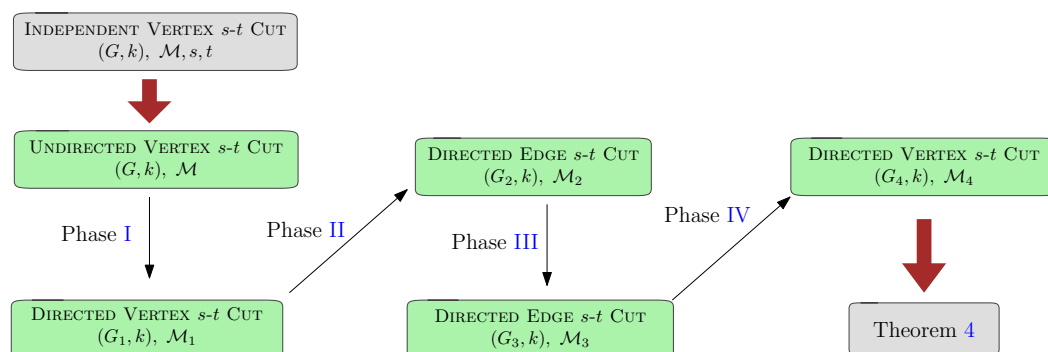 INDEPENDENT VERTEX s-t CUT
(G, k), M, s, t
UNDIRECTED VERTEX s-t CUT
(G, k), M
Phase I
DIRECTED VERTEX s-t CUT
(G₁, k), M₁
Phase II
DIRECTED EDGE s-t CUT
(G₂, k), M₂
Phase III
DIRECTED EDGE s-t CUT
(G₃, k), M₃
Phase IV
DIRECTED VERTEX s-t CUT
(G₄, k), M₄
Theorem 4